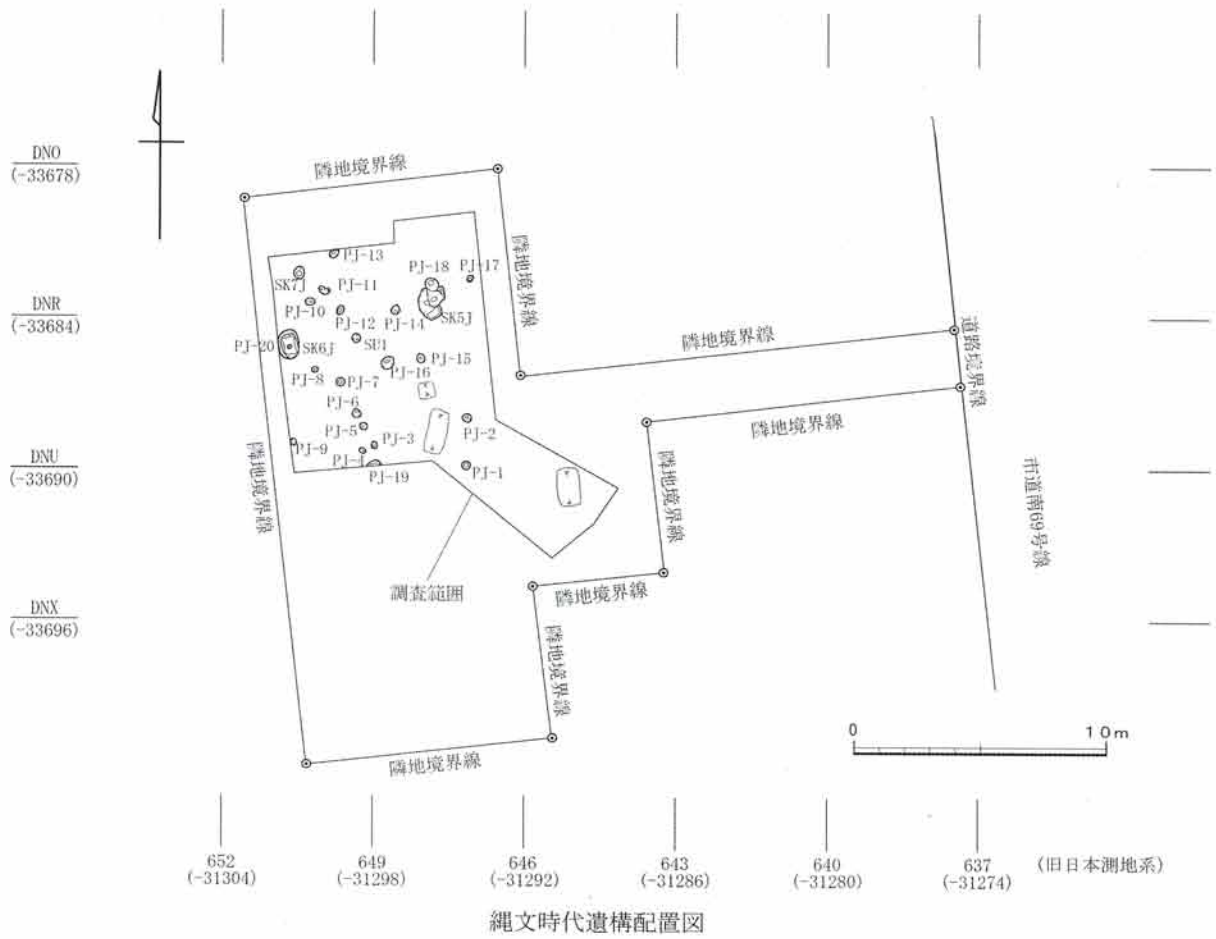 DNO
(-33678)
隣地境界線
PJ-13
SK7J
PJ-11
PJ-18
PJ-17
隣地境界線
DNR
(-33684)
PJ-10
PJ-12
PJ-14
SK5J
隣地境界線
道路境界線
PJ-20
SK6J
SU1
PJ-15
PJ-16
PJ-8
PJ-7
PJ-6
隣地境界線
PJ-5
PJ-2
隣地境界線
PJ-9
PJ-3
PJ-4
DNU
(-33690)
PJ-19
PJ-1
隣地境界線
市道南69号線
調査範囲
隣地境界線
DNX
(-33696)
隣地境界線
0 10m
隣地境界線
652 649 646 643 640 637 (旧日本測地系)
(-31304) (-31298) (-31292) (-31286) (-31280) (-31274)
縄文時代遺構配置図